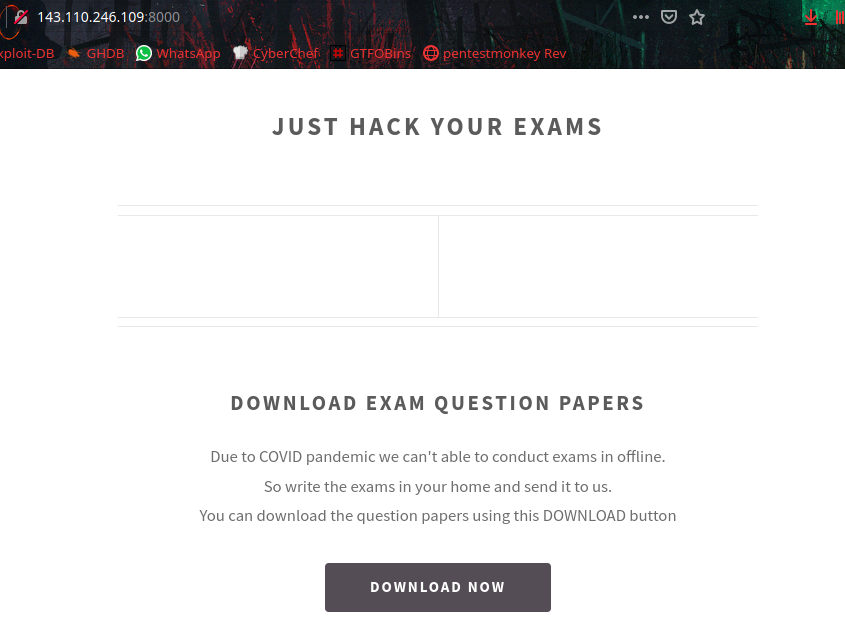 143.110.246.109:8000
xploit-DB GHDB WhatsApp CyberChef GTFOBins pentestmonkey Rev
JUST HACK YOUR EXAMS
DOWNLOAD EXAM QUESTION PAPERS
Due to COVID pandemic we can't able to conduct exams in offline.
So write the exams in your home and send it to us.
You can download the question papers using this DOWNLOAD button
DOWNLOAD NOW